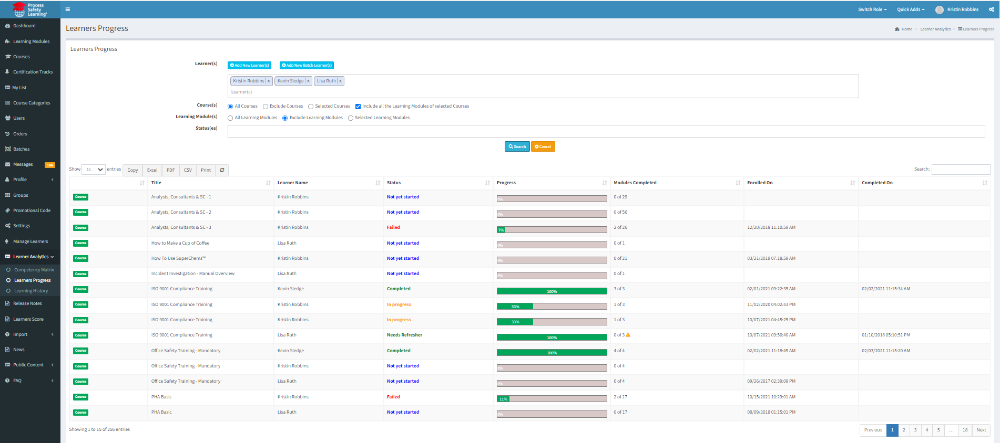 Process
Safety
Learning
Switch Role
Quick Adds
Kristin Robbins
Dashboard
Learning Modules
Courses
Certification Tracks
My List
Course Categories
Users
Orders
Batches
Messages 184
Profile
Groups
Promotional Code
Settings
Manage Learners
Learner Analytics
Competency Matrix
Learners Progress
Learning History
Release Notes
Learners Score
Import
News
Public Content
FAQ
Learners Progress
Home > Learner Analytics > Learners Progress
Learners Progress
Learner(s) Add New Learner(s) Add New Batch Learner(s)
Kristin Robbins x Kevin Sledge x Lisa Ruth x
Learner(s)
Course(s) All Courses Exclude Courses Selected Courses Include all the Learning Modules of selected Courses
Learning Module(s) All Learning Modules Exclude Learning Modules Selected Learning Modules
Status(es)
Search Cancel
Show 15 entries Copy Excel PDF CSV Print Search:
Title Learner Name Status Progress Modules Completed Enrolled On Completed On
Course Analysts, Consultants & SC - 1 Kristin Robbins Not yet started 0% 0 of 29
Course Analysts, Consultants & SC - 2 Kristin Robbins Not yet started 0% 0 of 56
Course Analysts, Consultants & SC - 3 Kristin Robbins Failed 7% 2 of 26 12/20/2018 11:10:58 AM
Course How to Make a Cup of Coffee Lisa Ruth Not yet started 0% 0 of 1
Course How To Use SuperChems™ Kristin Robbins Not yet started 0% 0 of 21 03/21/2019 07:18:58 AM
Course Incident Investigation - Manual Overview Lisa Ruth Not yet started 0% 0 of 1
Course ISO 9001 Compliance Training Kevin Sledge Completed 100% 3 of 3 02/01/2021 09:22:35 AM 02/02/2021 11:15:34 AM
Course ISO 9001 Compliance Training Kristin Robbins In progress 33% 1 of 3 11/02/2020 04:02:53 PM
Course ISO 9001 Compliance Training Kristin Robbins In progress 33% 1 of 3 10/07/2021 04:45:25 PM
Course ISO 9001 Compliance Training Lisa Ruth Needs Refresher 100% 0 of 3 10/07/2021 09:50:40 AM 01/10/2018 05:10:51 PM
Course Office Safety Training - Mandatory Kevin Sledge Completed 100% 4 of 4 02/02/2021 11:18:45 AM 02/03/2021 11:15:20 AM
Course Office Safety Training - Mandatory Kristin Robbins Not yet started 0% 0 of 4
Course Office Safety Training - Mandatory Lisa Ruth Not yet started 0% 0 of 4 09/26/2017 02:39:08 PM
Course PHA Basic Kristin Robbins Failed 11% 2 of 17 10/15/2021 10:29:01 AM
Course PHA Basic Lisa Ruth Not yet started 0% 0 of 17 08/09/2018 01:15:01 PM
Showing 1 to 15 of 256 entries Previous 1 2 3 4 5 ... 18 Next